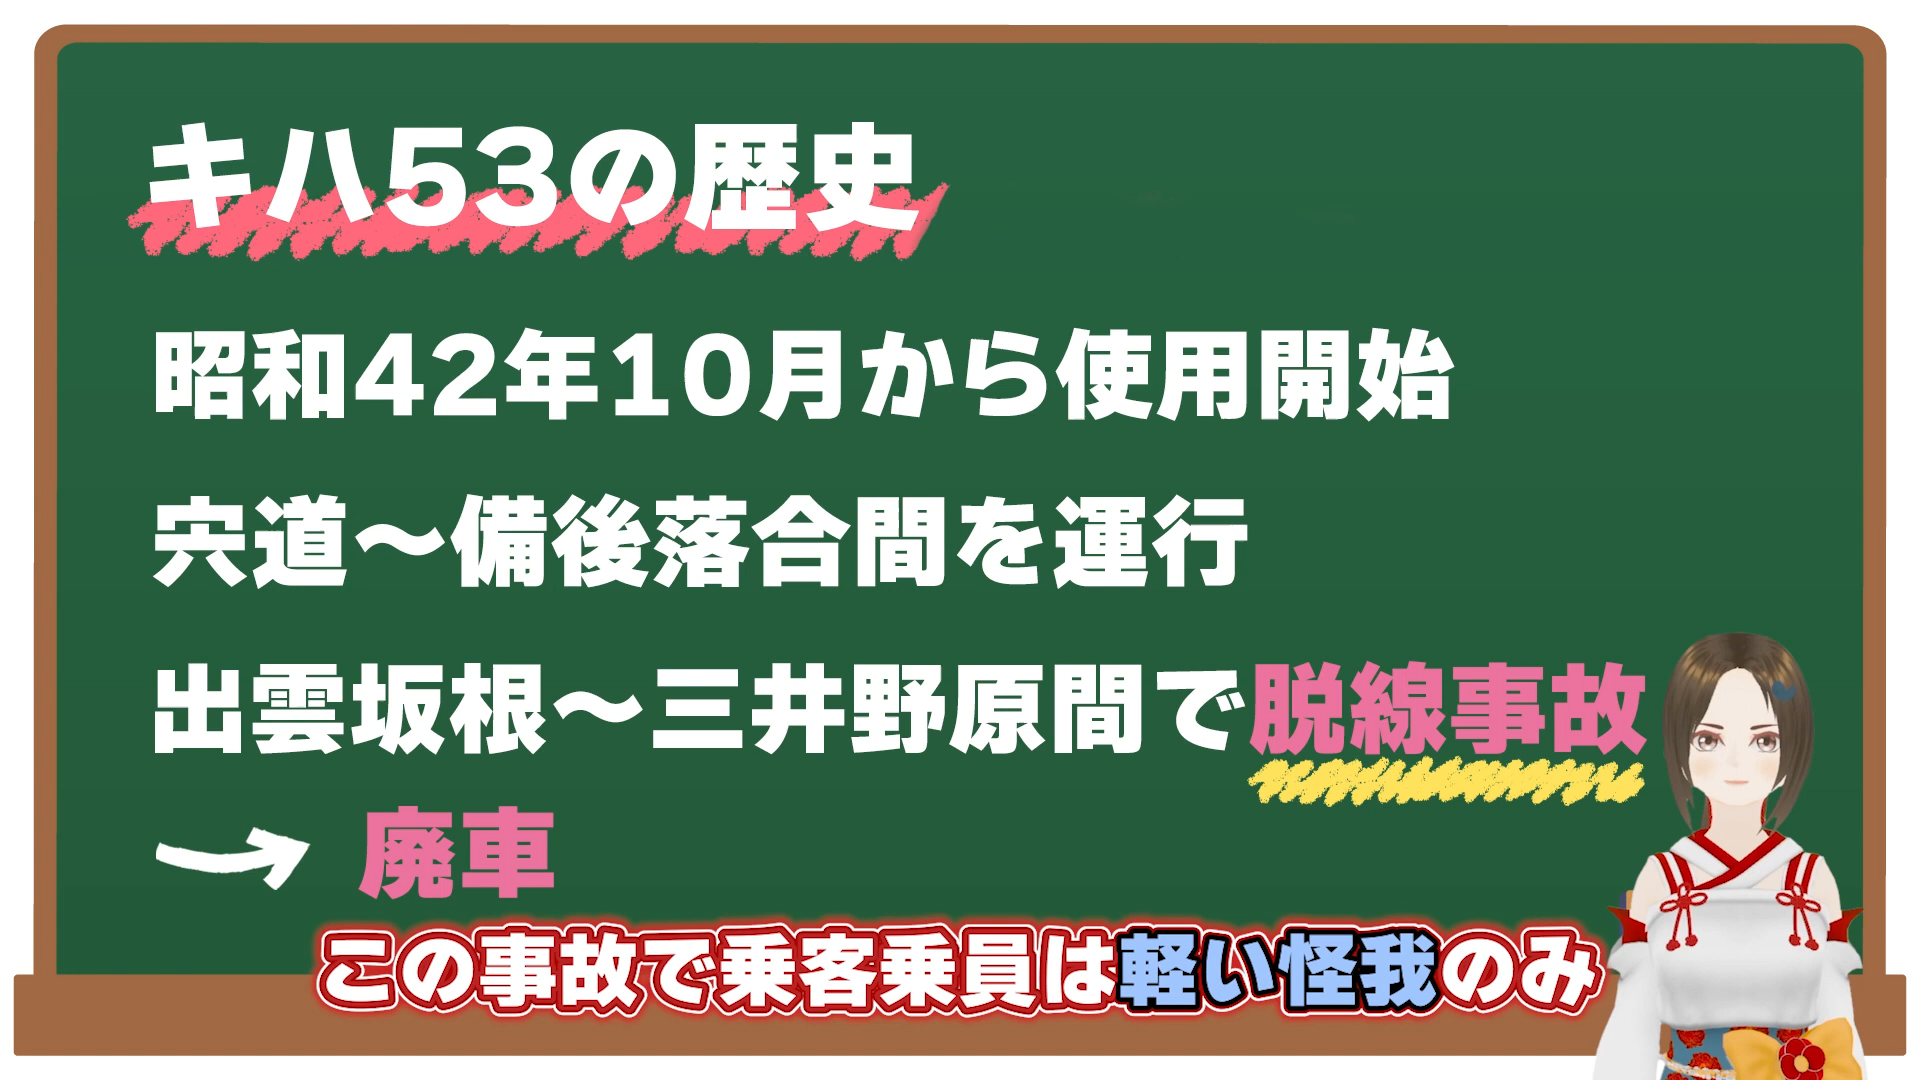 キハ53の歴史
昭和42年10月から使用開始
宍道～備後落合間を運行
出雲坂根～三井野原間で脱線事故
→ 廃車
この事故で乗客乗員は軽い怪我のみ